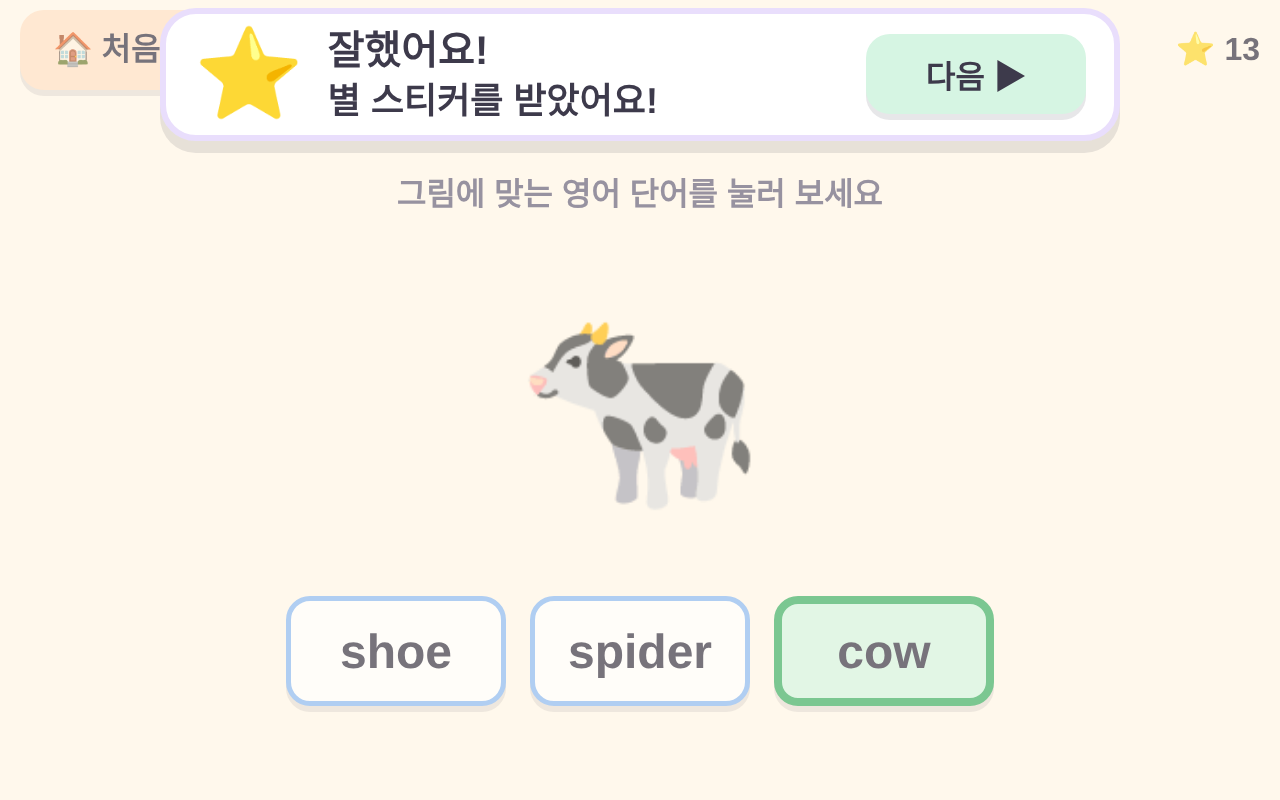 처음
잘했어요!
별 스티커를 받았어요!
다음 ▶
13
그림에 맞는 영어 단어를 눌러 보세요
shoe
spider
cow